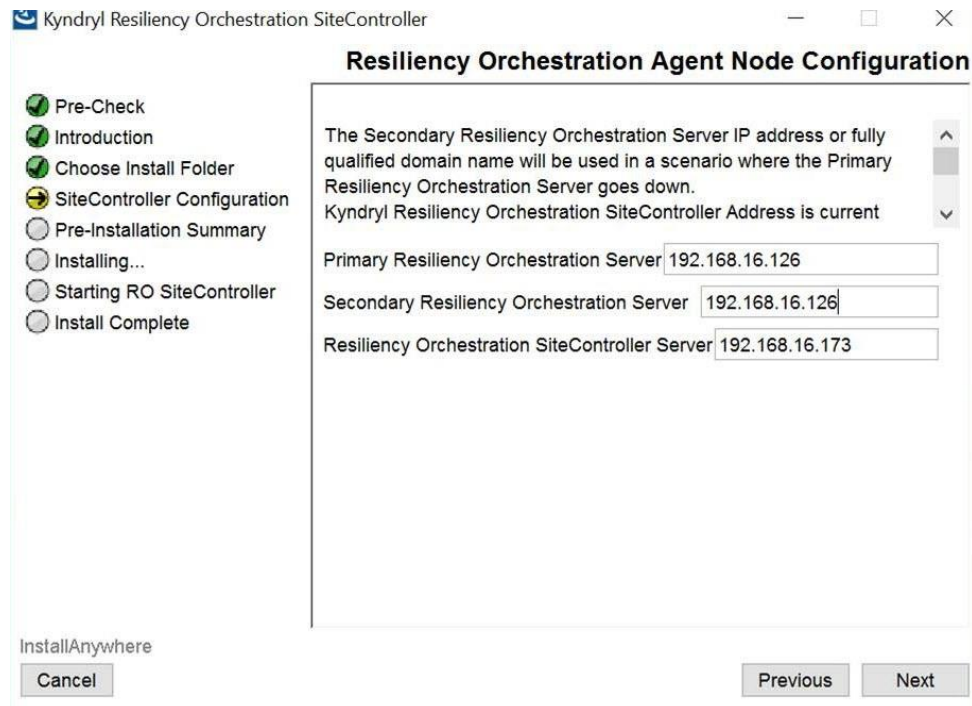 Kyndryl Resiliency Orchestration SiteController
Resiliency Orchestration Agent Node Configuration
Pre-Check
Introduction
Choose Install Folder
SiteController Configuration
Pre-Installation Summary
Installing...
Starting RO SiteController
Install Complete
The Secondary Resiliency Orchestration Server IP address or fully
qualified domain name will be used in a scenario where the Primary
Resiliency Orchestration Server goes down.
Kyndryl Resiliency Orchestration SiteController Address is current
Primary Resiliency Orchestration Server 192.168.16.126
Secondary Resiliency Orchestration Server 192.168.16.126
Resiliency Orchestration SiteController Server 192.168.16.173
InstallAnywhere
Cancel
Previous
Next